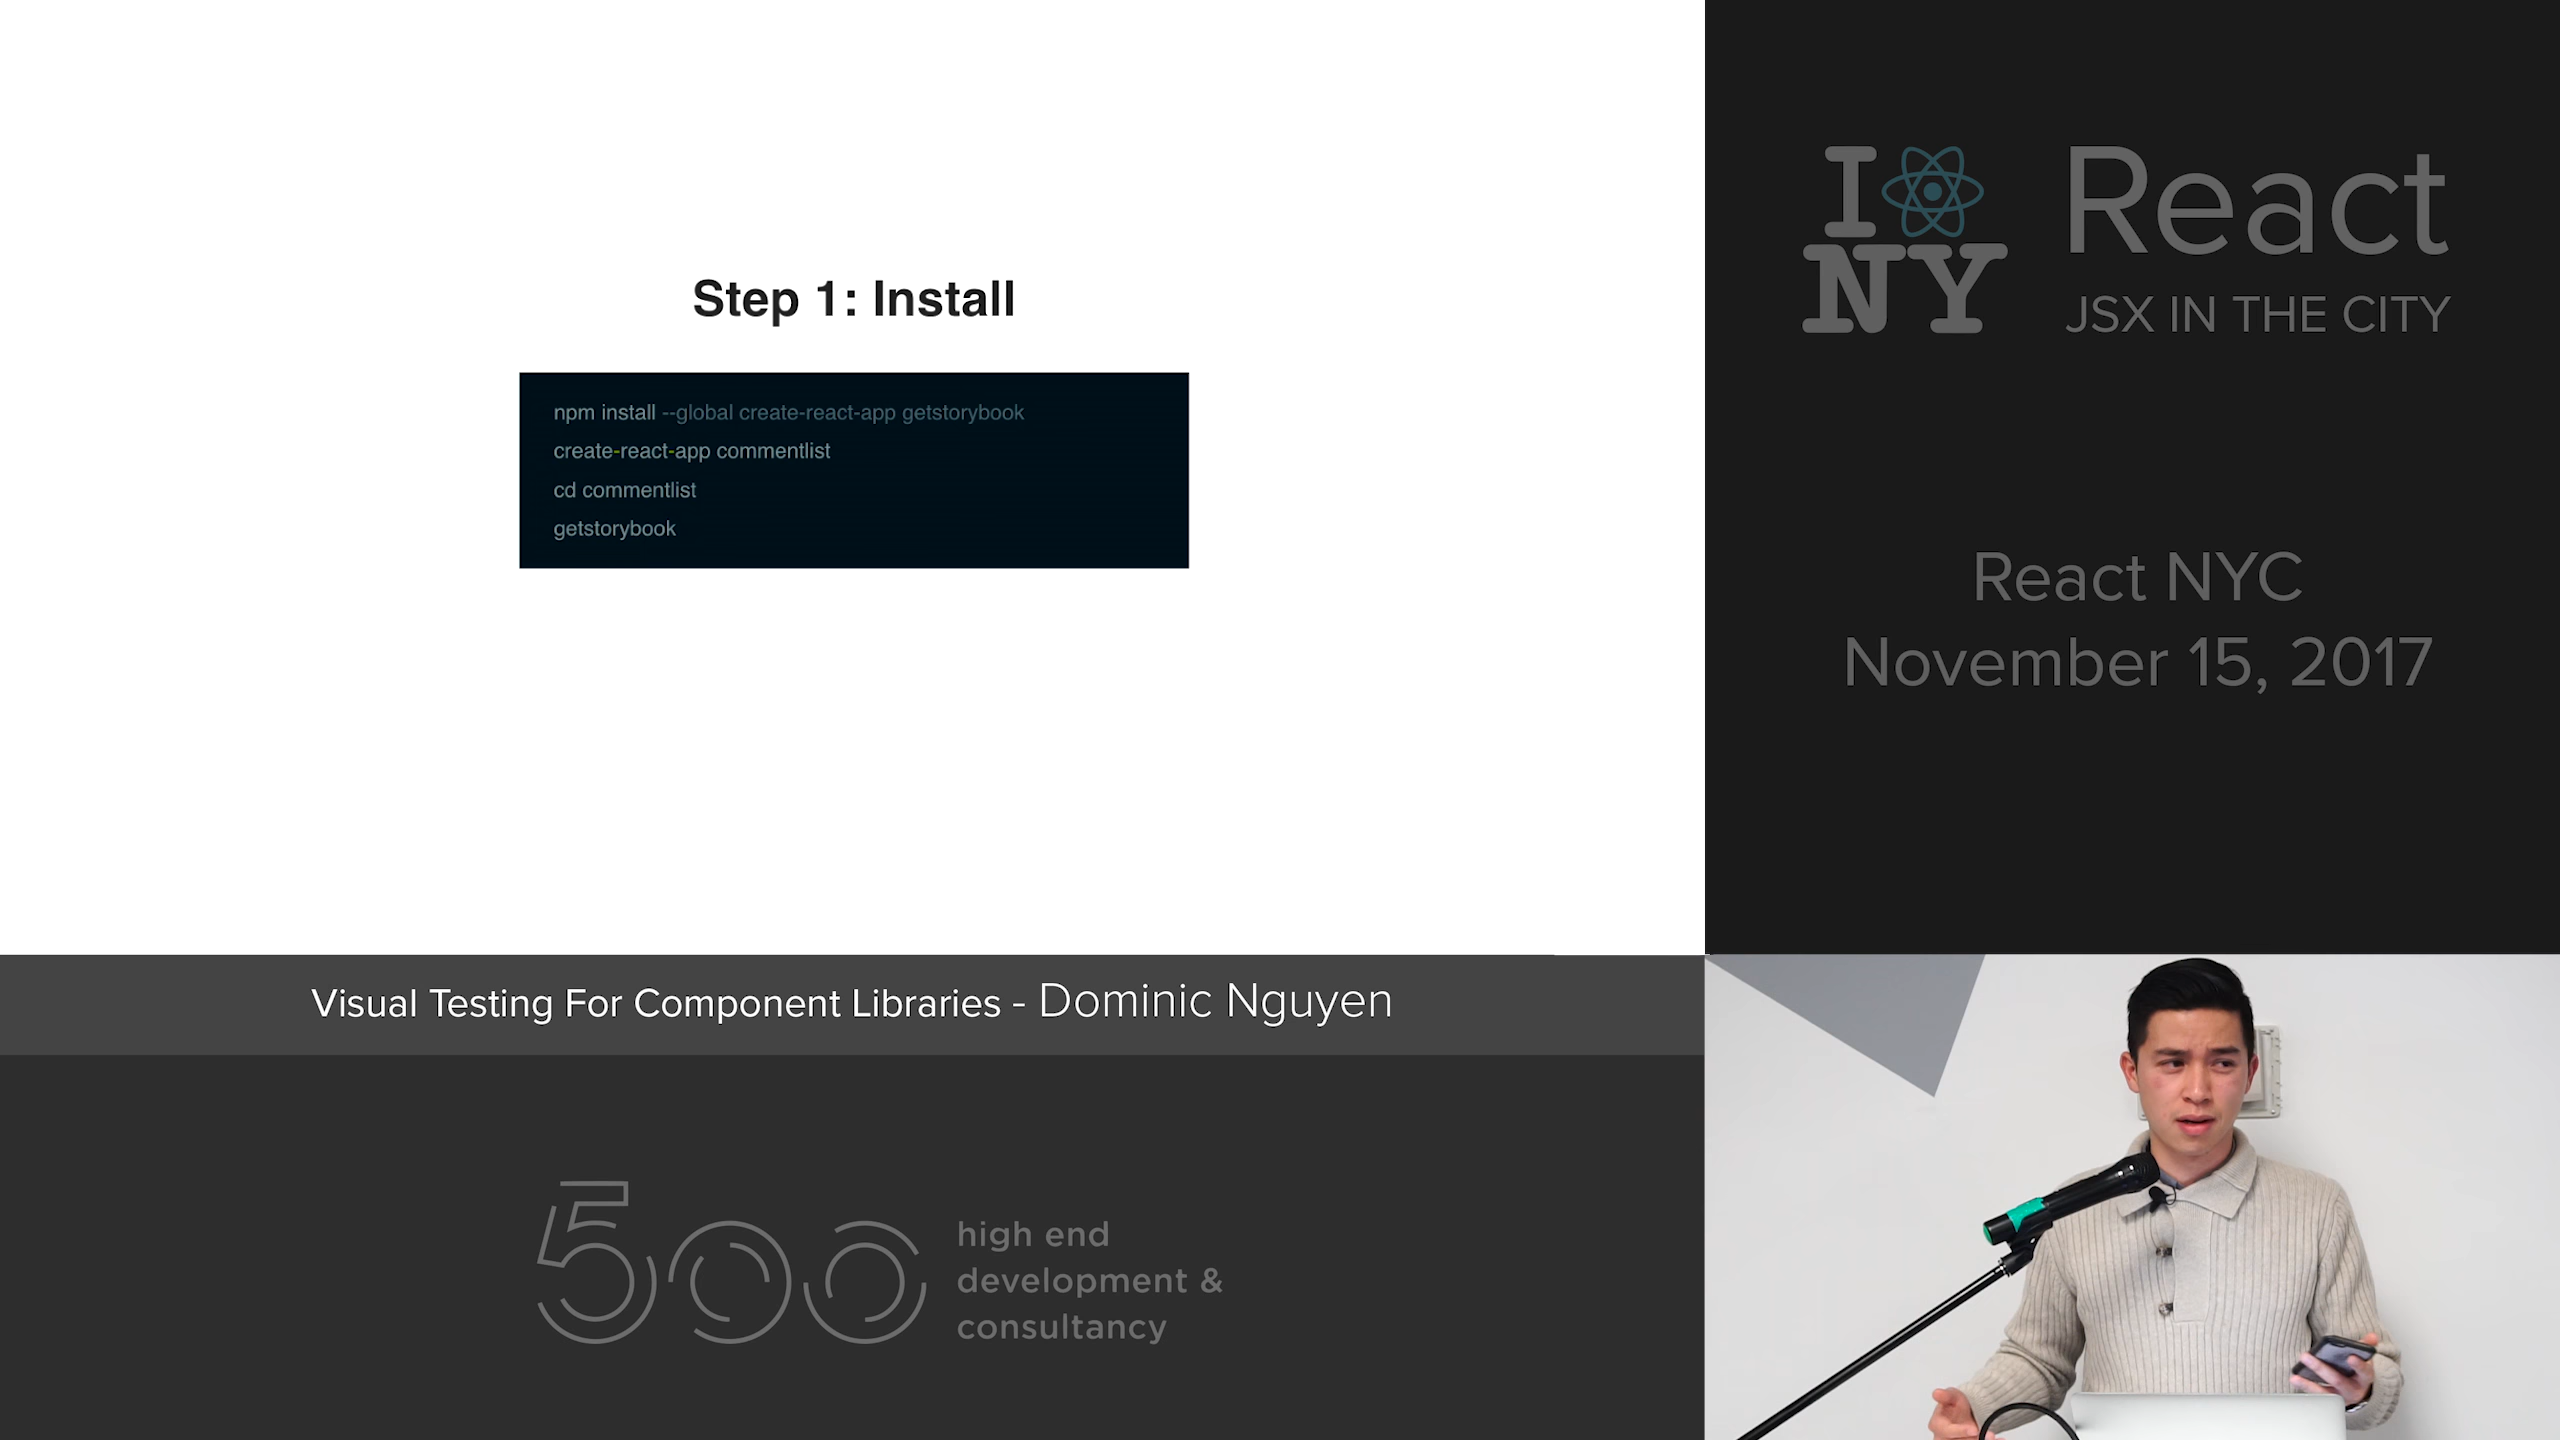 Step 1: Install
npm install --global create-react-app getstorybook
create-react-app commentlist
cd commentlist
getstorybook
I NY
React
JSX IN THE CITY
React NYC
November 15, 2017
Visual Testing For Component Libraries - Dominic Nguyen
500
high end
development &
consultancy